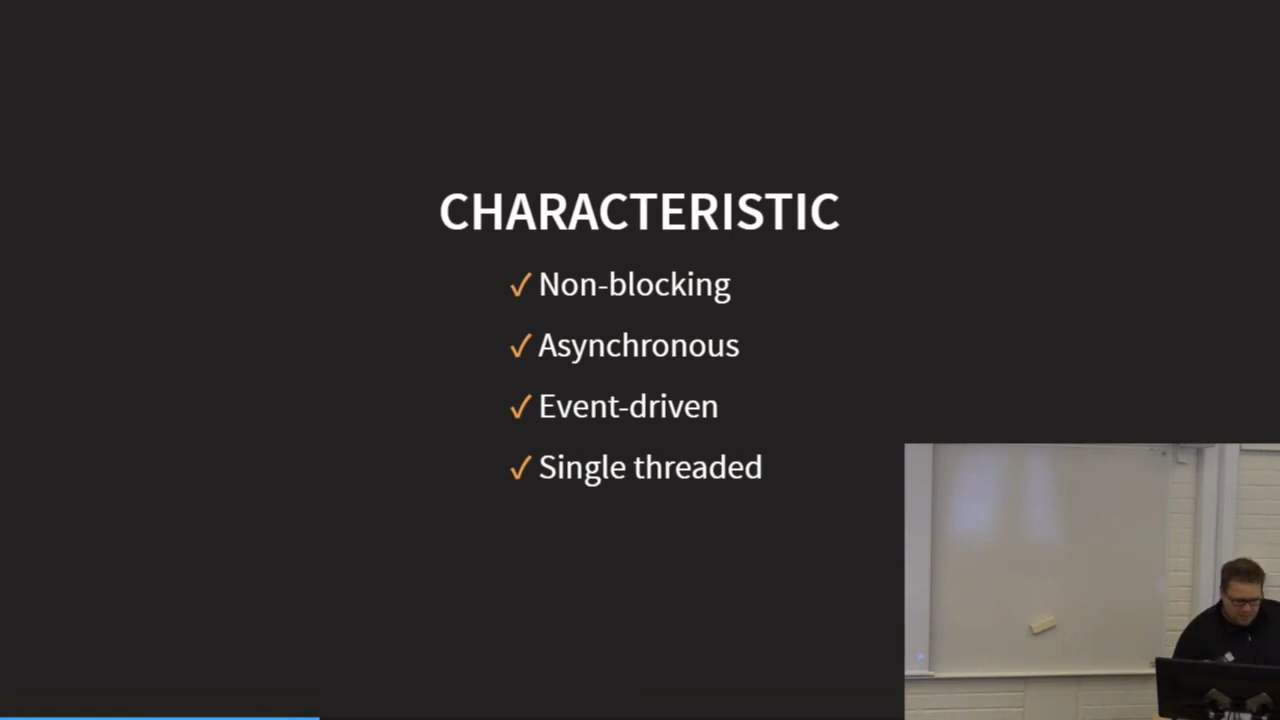 CHARACTERISTIC
✓ Non-blocking
✓ Asynchronous
✓ Event-driven
✓ Single threaded